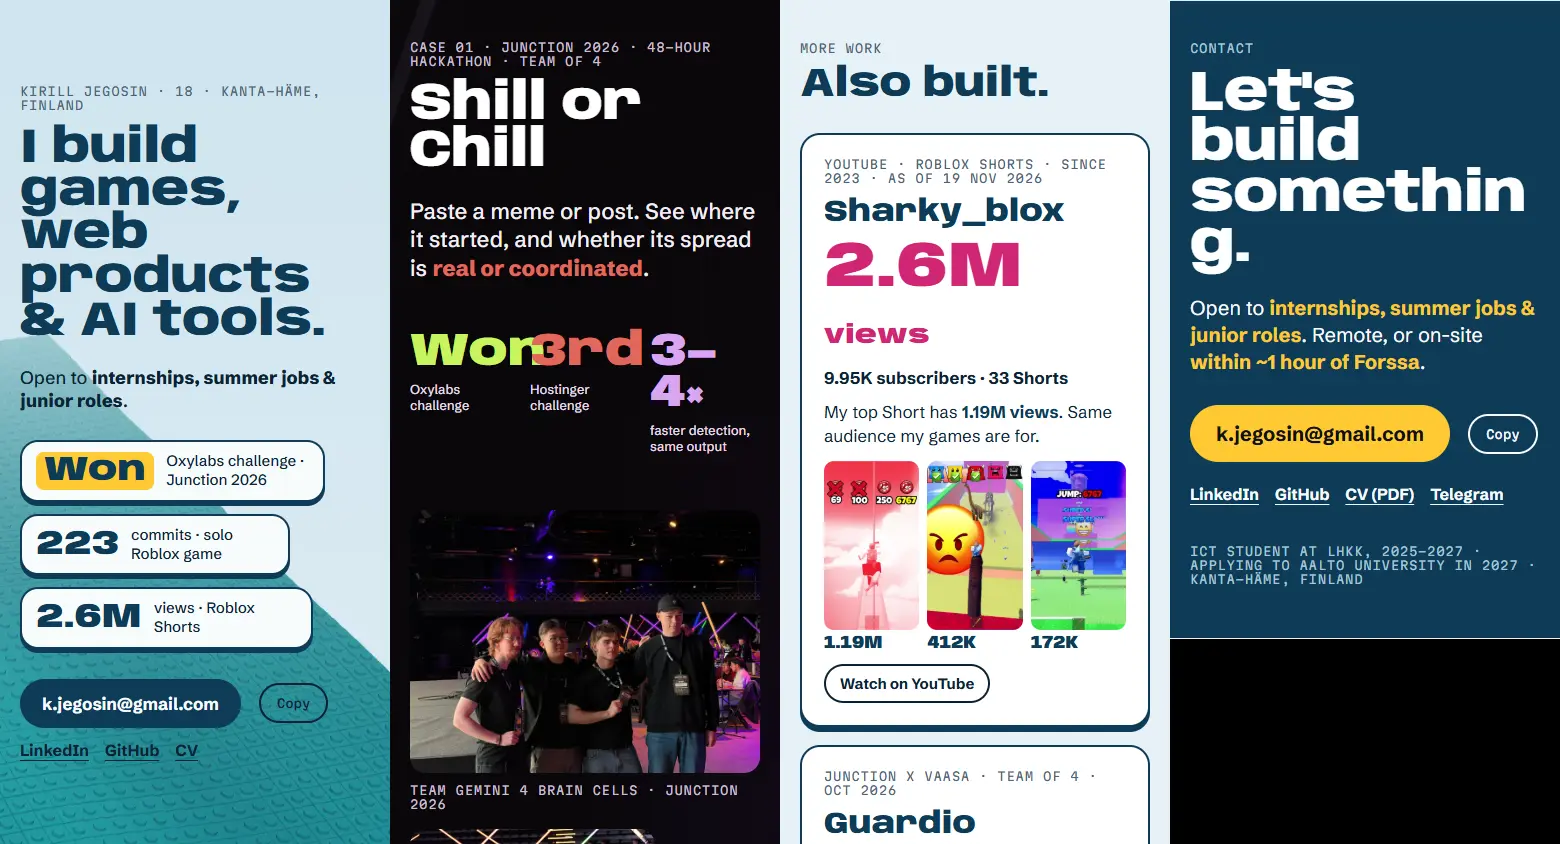 KIRILL JEGOSIN · 18 · KANTA-HÄME,
FINLAND
I build
games,
web
products
& AI tools.
Open to internships, summer jobs &
junior roles.
Won
Oxylabs challenge ·
Junction 2026
223
commits · solo
Roblox game
2.6M
views · Roblox
Shorts
k.jegosin@gmail.com
Copy
LinkedIn GitHub CV
CASE 01 · JUNCTION 2026 · 48-HOUR
HACKATHON · TEAM OF 4
Shill or
Chill
Paste a meme or post. See where
it started, and whether its spread
is real or coordinated.
Won
Oxylabs
challenge
3rd
Hostinger
challenge
3–
4×
faster detection,
same output
TEAM GEMINI 4 BRAIN CELLS · JUNCTION
2026
MORE WORK
Also built.
YOUTUBE · ROBLOX SHORTS · SINCE
2023 · AS OF 19 NOV 2026
Sharky_blox
2.6M
views
9.95K subscribers · 33 Shorts
My top Short has 1.19M views. Same
audience my games are for.
69 100 250 6767
JUMP: 6767
1.19M 412K 172K
Watch on YouTube
JUNCTION X VAASA · TEAM OF 4 ·
OCT 2026
Guardio
CONTACT
Let's
build
somethin
g.
Open to internships, summer jobs &
junior roles. Remote, or on-site
within ~1 hour of Forssa.
k.jegosin@gmail.com
Copy
LinkedIn GitHub CV (PDF) Telegram
ICT STUDENT AT LHKK, 2025–2027 ·
APPLYING TO AALTO UNIVERSITY IN 2027 ·
KANTA-HÄME, FINLAND